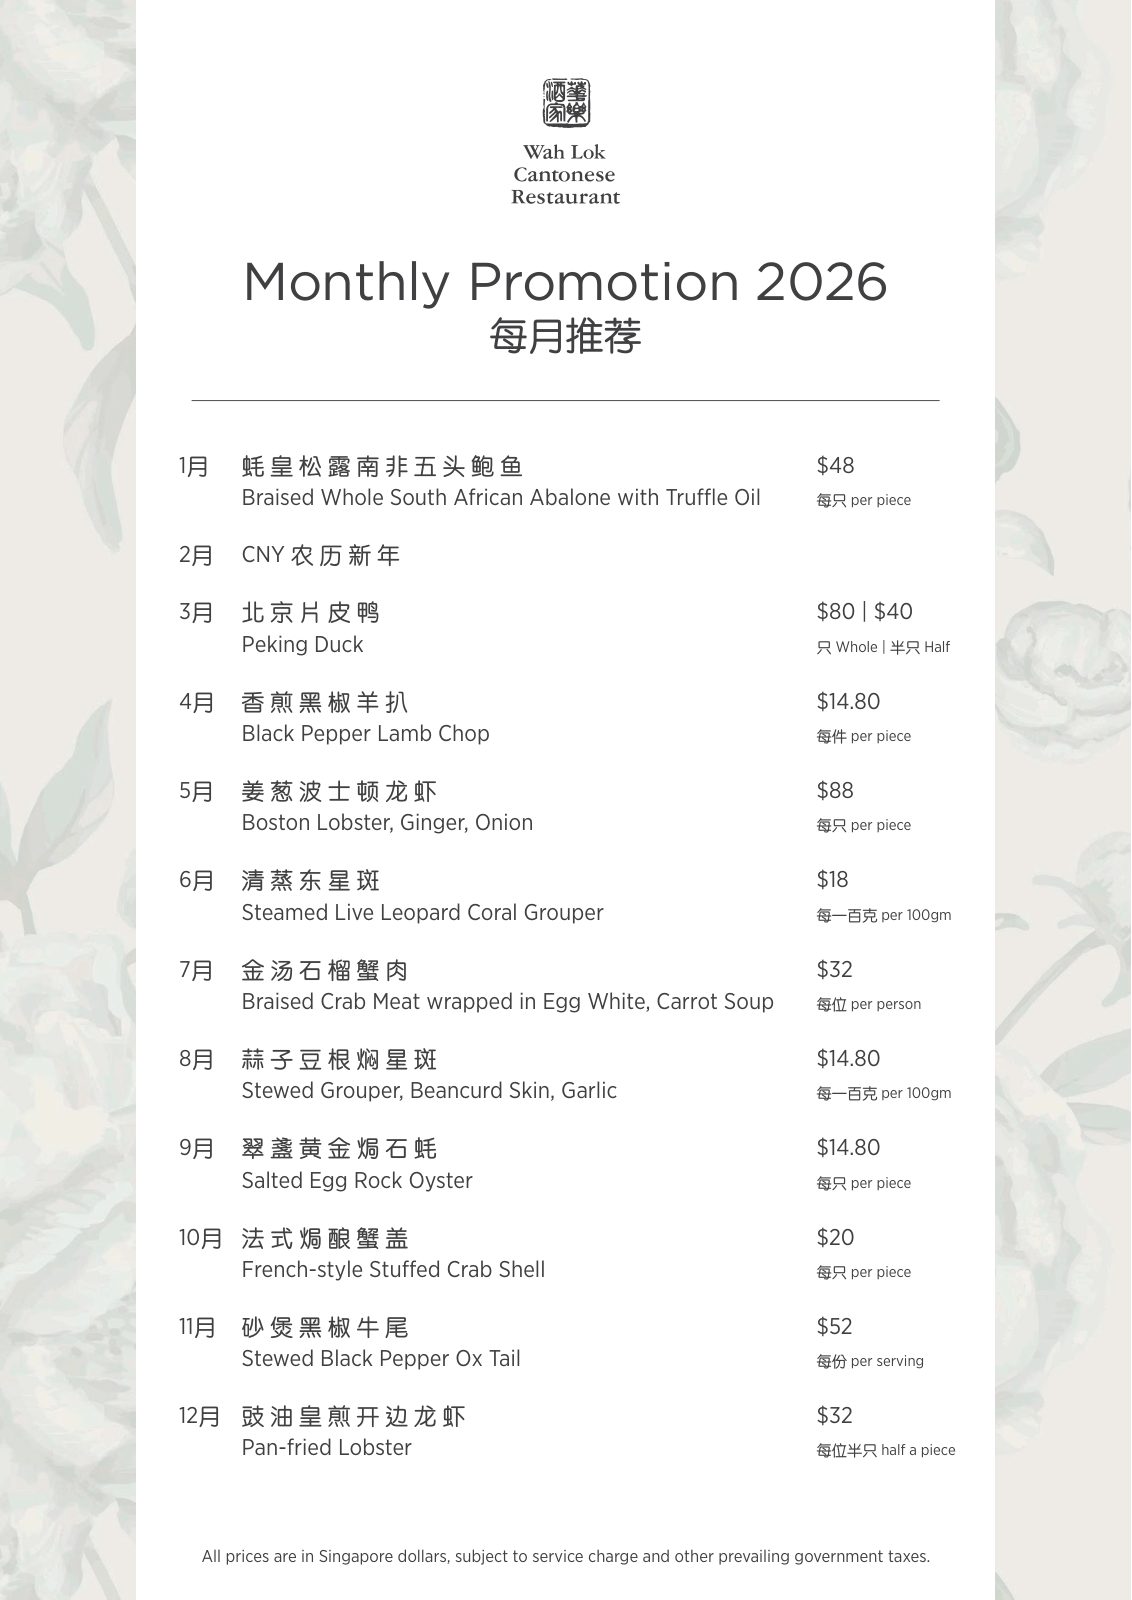 華樂
酒家
Wah Lok
Cantonese
Restaurant
Monthly Promotion 2026
每月推荐
1月 蚝皇松露南非五头鲍鱼 $48
Braised Whole South African Abalone with Truffle Oil 每只 per piece
2月 CNY 农历新年
3月 北京片皮鸭 $80 | $40
Peking Duck 只 Whole | 半只 Half
4月 香煎黑椒羊扒 $14.80
Black Pepper Lamb Chop 每件 per piece
5月 姜葱波士顿龙虾 $88
Boston Lobster, Ginger, Onion 每只 per piece
6月 清蒸东星斑 $18
Steamed Live Leopard Coral Grouper 每一百克 per 100gm
7月 金汤石榴蟹肉 $32
Braised Crab Meat wrapped in Egg White, Carrot Soup 每位 per person
8月 蒜子豆根焖星斑 $14.80
Stewed Grouper, Beancurd Skin, Garlic 每一百克 per 100gm
9月 翠盏黄金焗石蚝 $14.80
Salted Egg Rock Oyster 每只 per piece
10月 法式焗酿蟹盖 $20
French-style Stuffed Crab Shell 每只 per piece
11月 砂煲黑椒牛尾 $52
Stewed Black Pepper Ox Tail 每份 per serving
12月 豉油皇煎开边龙虾 $32
Pan-fried Lobster 每位半只 half a piece
All prices are in Singapore dollars, subject to service charge and other prevailing government taxes.